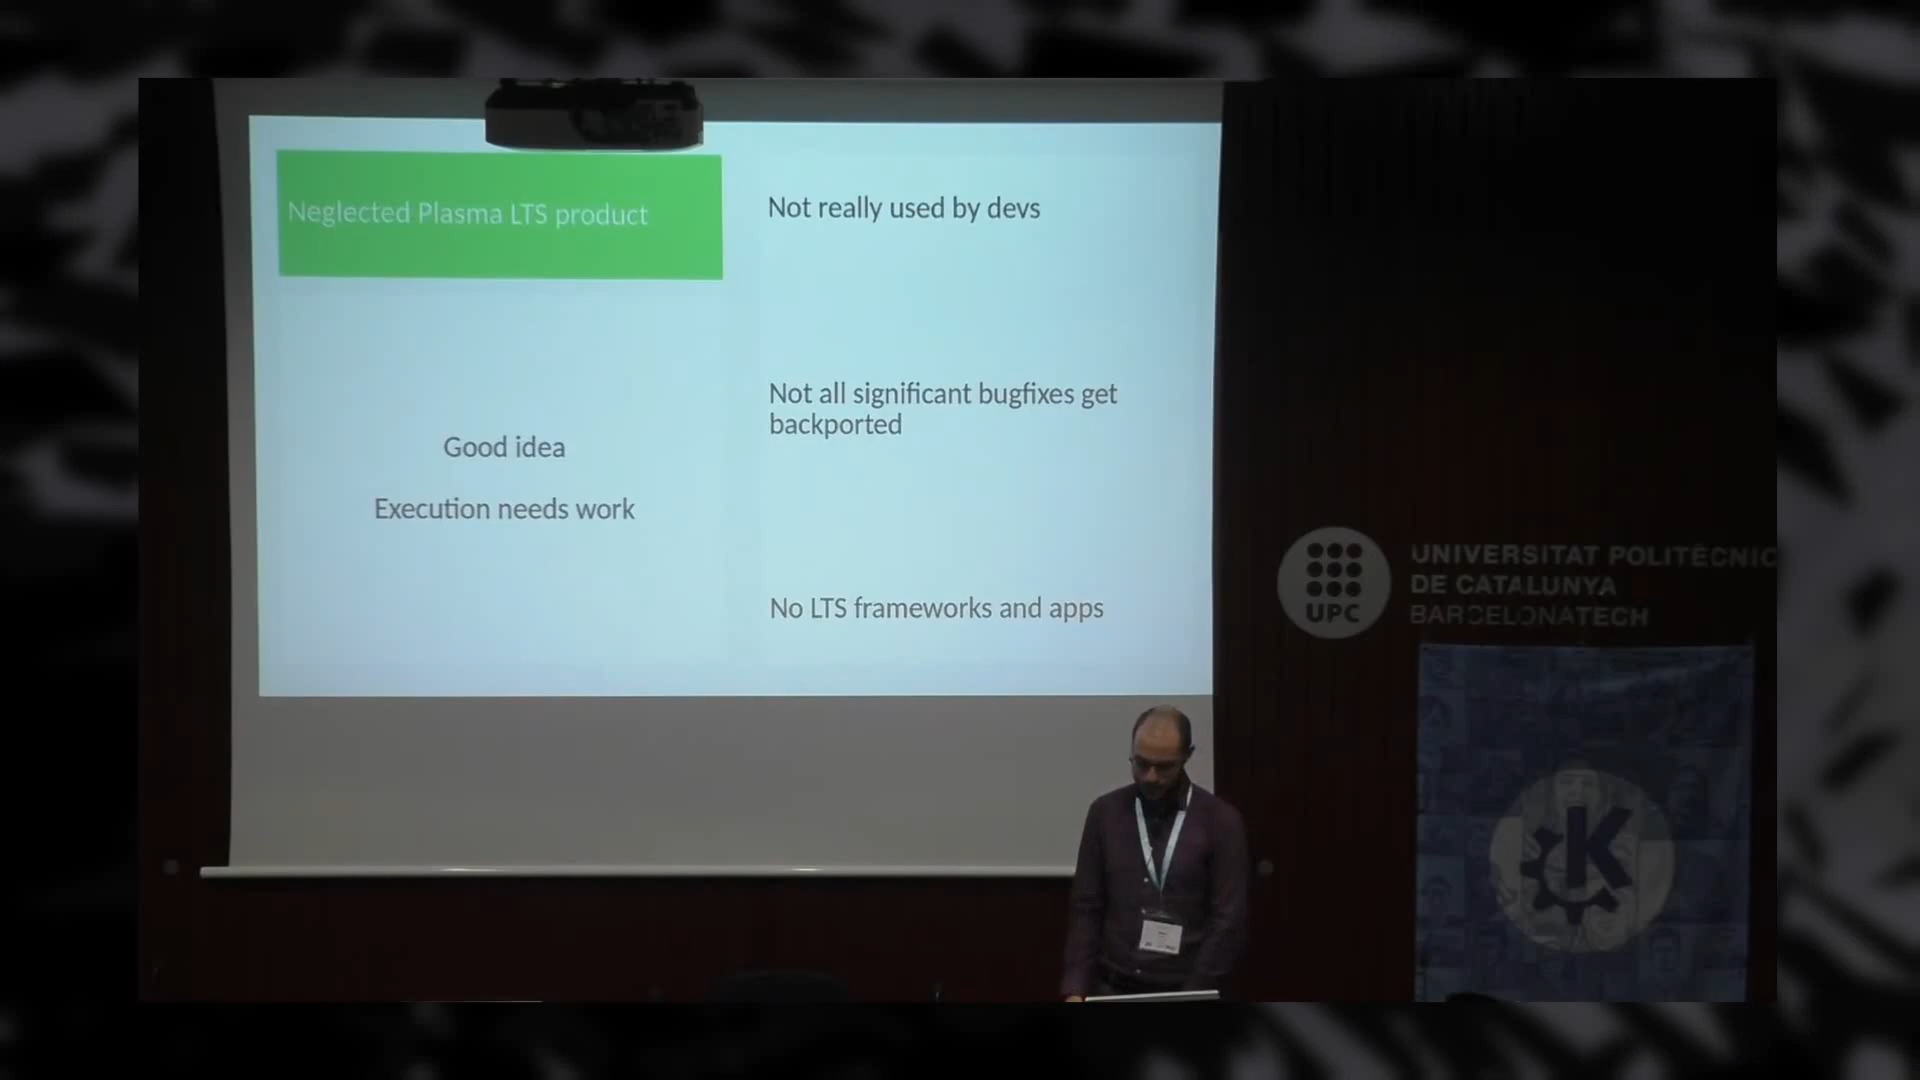 Neglected Plasma LTS product
Good idea
Execution needs work
Not really used by devs
Not all significant bugfixes get
backported
No LTS frameworks and apps
UPC
UNIVERSITAT POLITÈCNIC
DE CATALUNYA
BARCELONATECH
K